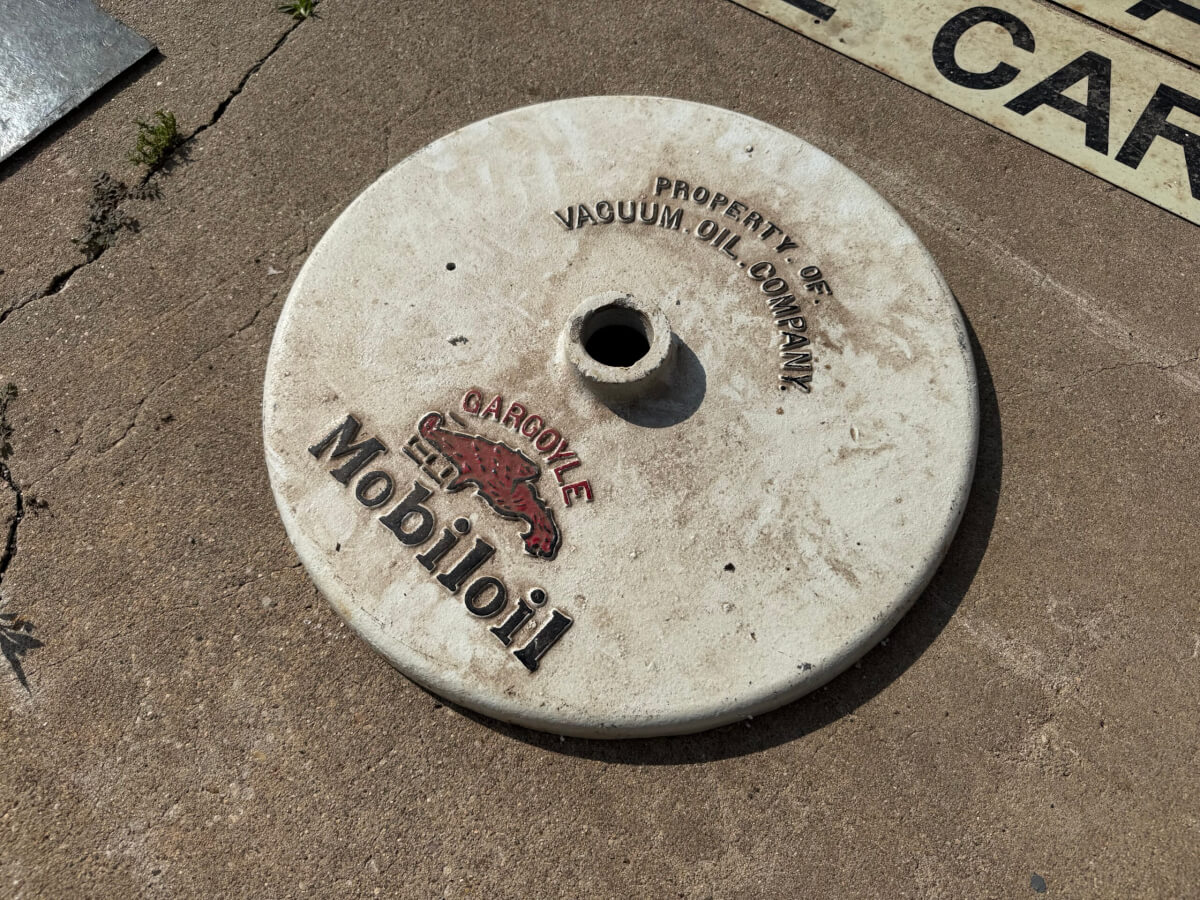 CAR
PROPERTY. OF.
VACUUM. OIL. COMPANY.
GARGOYLE
Mobiloil